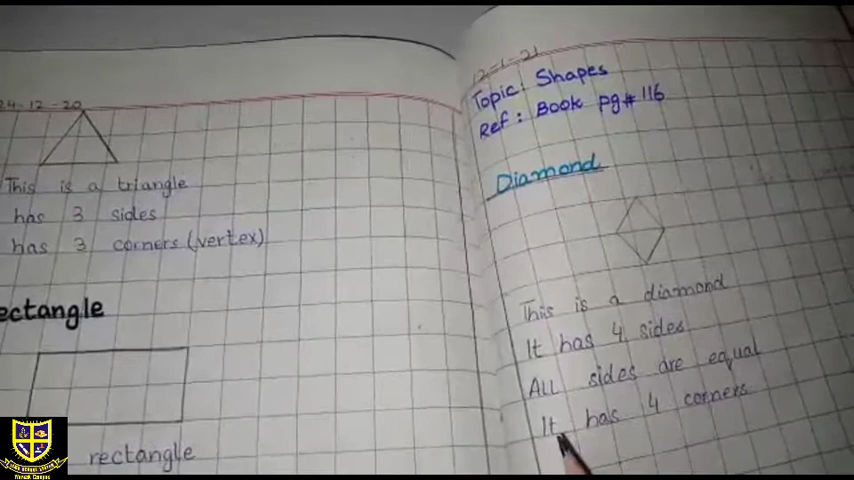 24-12-20
This is a triangle
has 3 sides
has 3 corners (vertex)
ectangle
rectangle
12-1-21
Topic: Shapes
Ref: Book pg# 116
Diamond
This is a diamond
It has 4 sides
All sides are equal
It has 4 corners